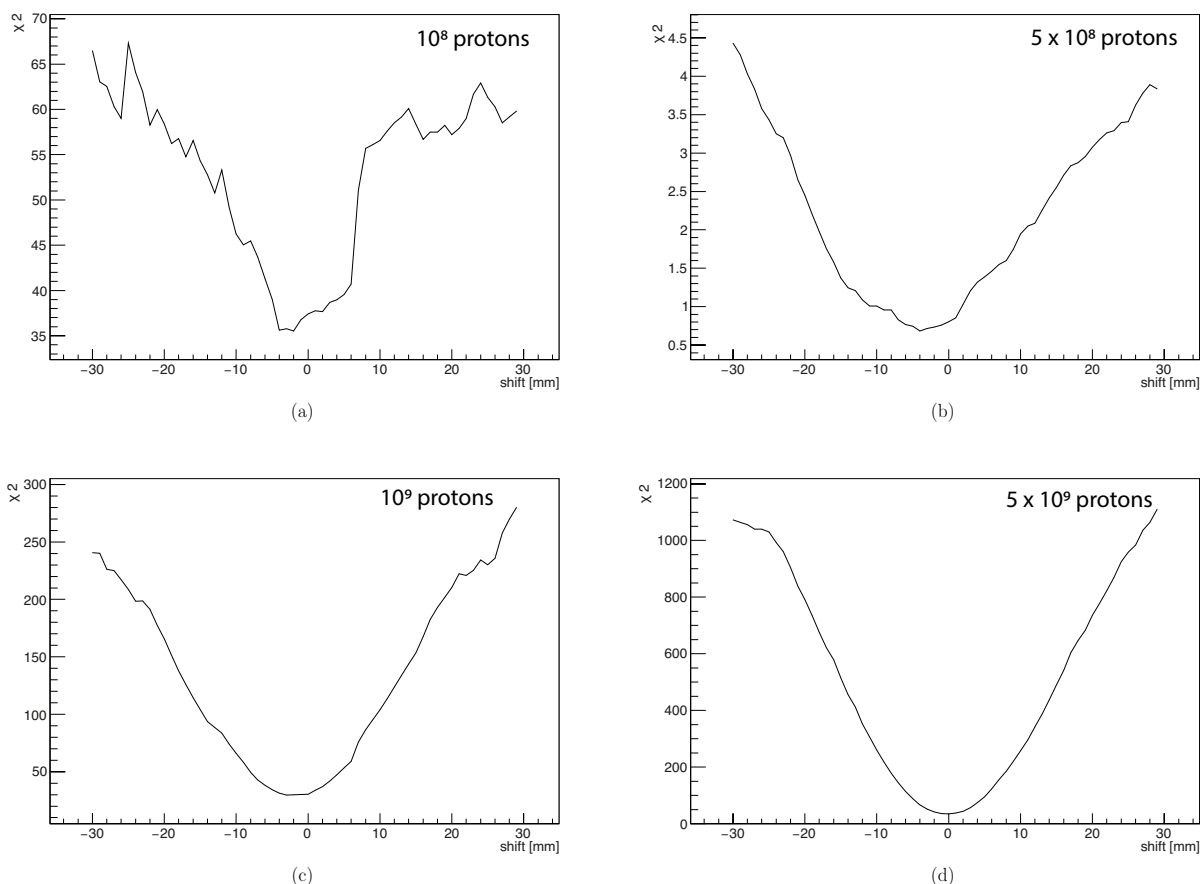 χ 2
10⁸ protons
70
65
60
55
50
45
40
35
−30 −20 −10 0 10 20 30
shift [mm]
(a)
χ 2
5 x 10⁸ protons
4.5
4
3.5
3
2.5
2
1.5
1
0.5
−30 −20 −10 0 10 20 30
shift [mm]
(b)
χ 2
10⁹ protons
300
250
200
150
100
50
−30 −20 −10 0 10 20 30
shift [mm]
(c)
χ 2
5 x 10⁹ protons
1200
1000
800
600
400
200
0
−30 −20 −10 0 10 20 30
shift [mm]
(d)